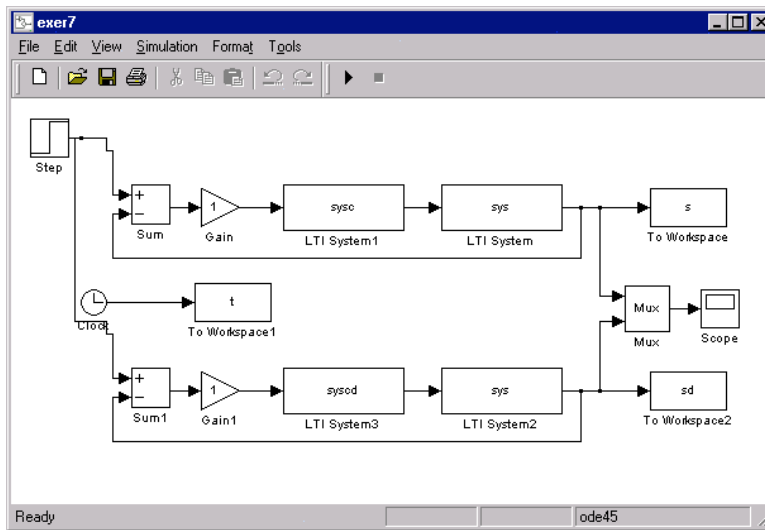 exer7
File Edit View Simulation Format Tools
Step
+
−
Sum
1
Gain
sysc
LTI System1
sys
LTI System
s
To Workspace
Clock
t
To Workspace1
Mux
Mux
Scope
+
−
Sum1
1
Gain1
syscd
LTI System3
sys
LTI System2
sd
To Workspace2
Ready ode45